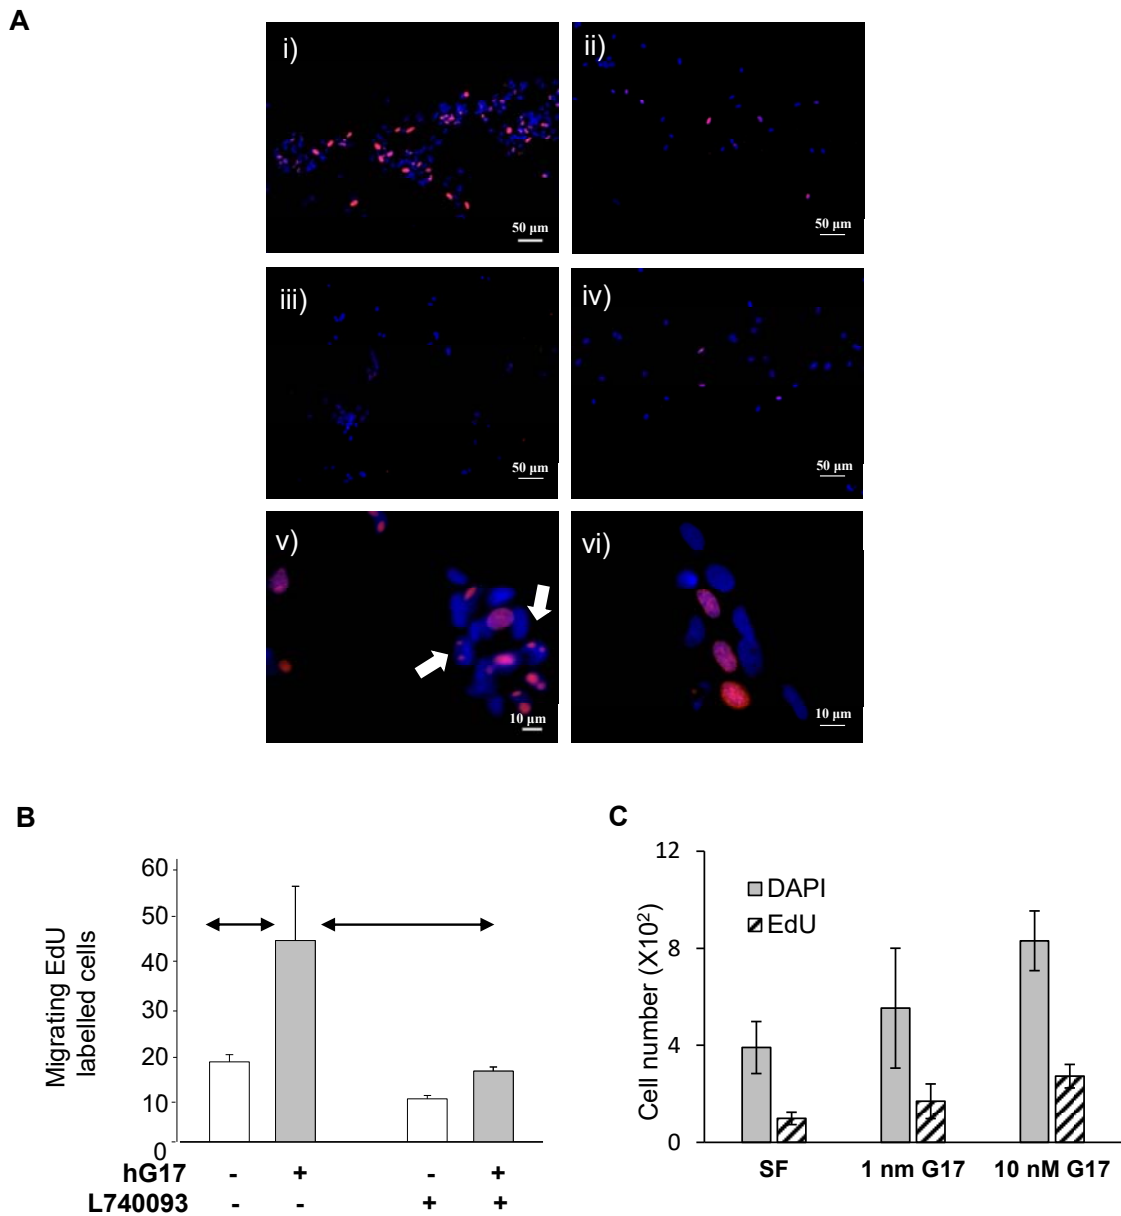 A
i)
ii)
50 µm
50 µm
iii)
iv)
50 µm
50 µm
v)
vi)
10 µm
10 µm
B
Migrating EdU
labelled cells
60
50
40
30
20
10
0
hG17 - + - +
L740093 - - + +
C
Cell number (X10²)
12
8
4
0
DAPI
EdU
SF 1 nm G17 10 nM G17